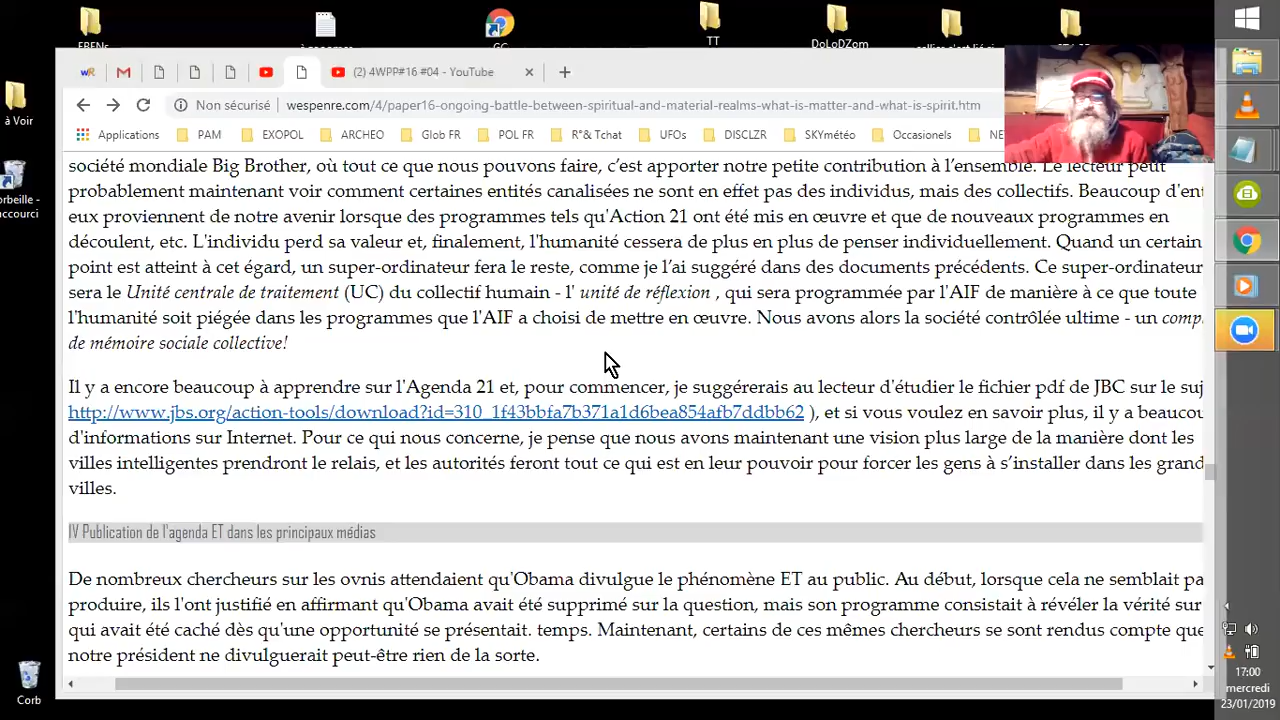 TT
DoLoDZom
(2) 4WPP#16 #04 - YouTube
Non sécurisé
wespenre.com/4/paper16-ongoing-battle-between-spiritual-and-material-realms-what-is-matter-and-what-is-spirit.htm
Applications PAM EXOPOL ARCHEO Glob FR POL FR R°& Tchat UFOs DISCLZR SKYmétéo Occasionels
à Voir
société mondiale Big Brother, où tout ce que nous pouvons faire, c'est apporter notre petite contribution à l'ensemble. Le lecteur peut
probablement maintenant voir comment certaines entités canalisées ne sont en effet pas des individus, mais des collectifs. Beaucoup d'ent
eux proviennent de notre avenir lorsque des programmes tels qu'Action 21 ont été mis en œuvre et que de nouveaux programmes en
découlent, etc. L'individu perd sa valeur et, finalement, l'humanité cessera de plus en plus de penser individuellement. Quand un certain
point est atteint à cet égard, un super-ordinateur fera le reste, comme je l'ai suggéré dans des documents précédents. Ce super-ordinateur
sera le Unité centrale de traitement (UC) du collectif humain - l' unité de réflexion , qui sera programmée par l'AIF de manière à ce que toute
l'humanité soit piégée dans les programmes que l'AIF a choisi de mettre en œuvre. Nous avons alors la société contrôlée ultime - un comp
de mémoire sociale collective!
Il y a encore beaucoup à apprendre sur l'Agenda 21 et, pour commencer, je suggérerais au lecteur d'étudier le fichier pdf de JBC sur le suj
http://www.jbs.org/action-tools/download?id=310_1f43bbfa7b371a1d6bea854afb7ddbb62 ), et si vous voulez en savoir plus, il y a beaucou
d'informations sur Internet. Pour ce qui nous concerne, je pense que nous avons maintenant une vision plus large de la manière dont les
villes intelligentes prendront le relais, et les autorités feront tout ce qui est en leur pouvoir pour forcer les gens à s'installer dans les grand
villes.
IV Publication de l'agenda ET dans les principaux médias
De nombreux chercheurs sur les ovnis attendaient qu'Obama divulgue le phénomène ET au public. Au début, lorsque cela ne semblait pa
produire, ils l'ont justifié en affirmant qu'Obama avait été supprimé sur la question, mais son programme consistait à révéler la vérité sur
qui avait été caché dès qu'une opportunité se présentait. temps. Maintenant, certains de ces mêmes chercheurs se sont rendus compte que
notre président ne divulguerait peut-être rien de la sorte.
Corb
17:00
mercredi
23/01/2019